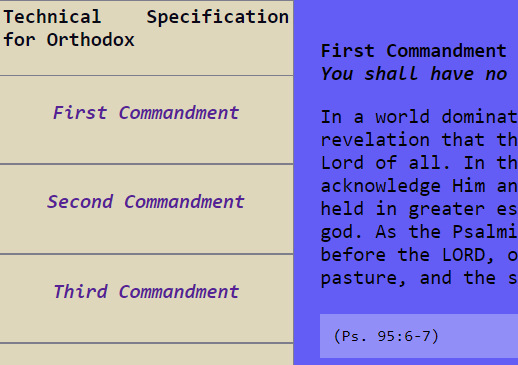 Technical Specification
for Orthodox
First Commandment
Second Commandment
Third Commandment
First Commandment
You shall have no
In a world dominat
revelation that th
Lord of all. In th
acknowledge Him an
held in greater es
god. As the Psalmi
before the LORD, o
pasture, and the s
(Ps. 95:6-7)